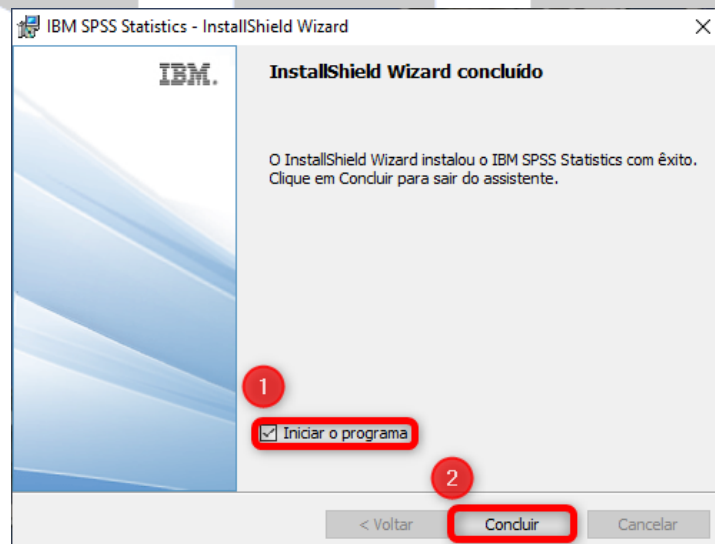 IBM SPSS Statistics - InstallShield Wizard
IBM.
InstallShield Wizard concluído
O InstallShield Wizard instalou o IBM SPSS Statistics com êxito.
Clique em Concluir para sair do assistente.
1
Iniciar o programa
2
< Voltar
Concluir
Cancelar